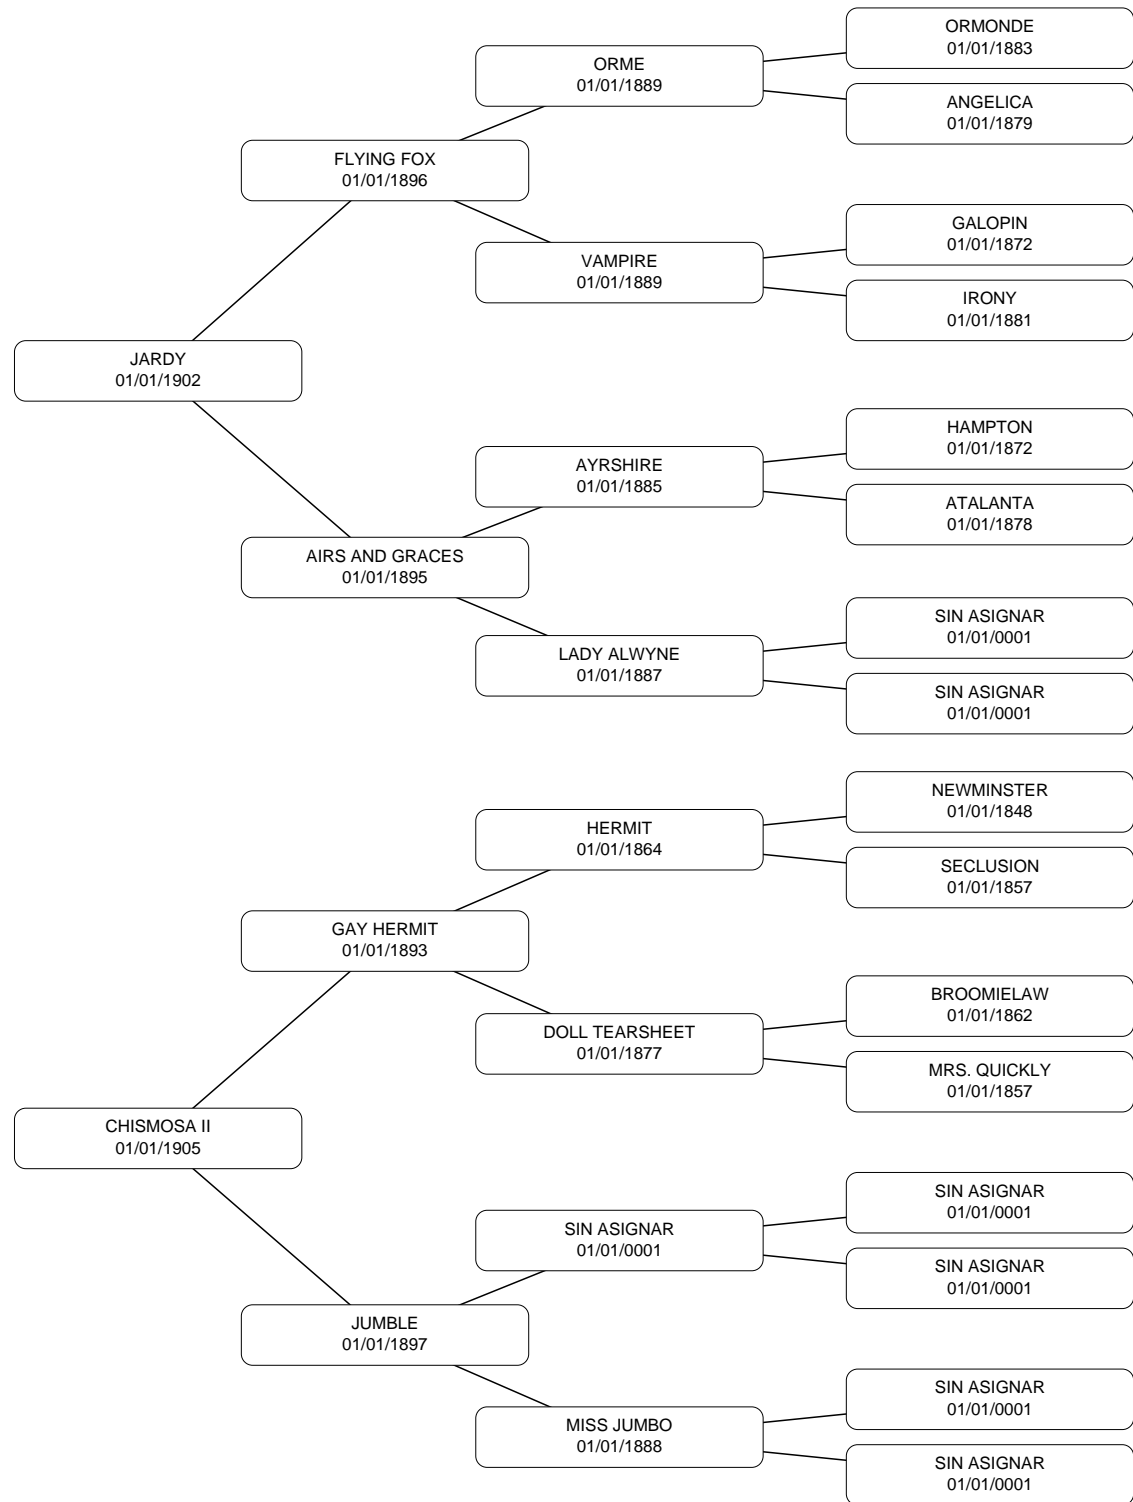 ORMONDE
01/01/1883
ORME
01/01/1889
ANGELICA
01/01/1879
FLYING FOX
01/01/1896
GALOPIN
01/01/1872
VAMPIRE
01/01/1889
IRONY
01/01/1881
JARDY
01/01/1902
HAMPTON
01/01/1872
AYRSHIRE
01/01/1885
ATALANTA
01/01/1878
AIRS AND GRACES
01/01/1895
SIN ASIGNAR
01/01/0001
LADY ALWYNE
01/01/1887
SIN ASIGNAR
01/01/0001
NEWMINSTER
01/01/1848
HERMIT
01/01/1864
SECLUSION
01/01/1857
GAY HERMIT
01/01/1893
BROOMIELAW
01/01/1862
DOLL TEARSHEET
01/01/1877
MRS. QUICKLY
01/01/1857
CHISMOSA II
01/01/1905
SIN ASIGNAR
01/01/0001
SIN ASIGNAR
01/01/0001
SIN ASIGNAR
01/01/0001
JUMBLE
01/01/1897
SIN ASIGNAR
01/01/0001
MISS JUMBO
01/01/1888
SIN ASIGNAR
01/01/0001